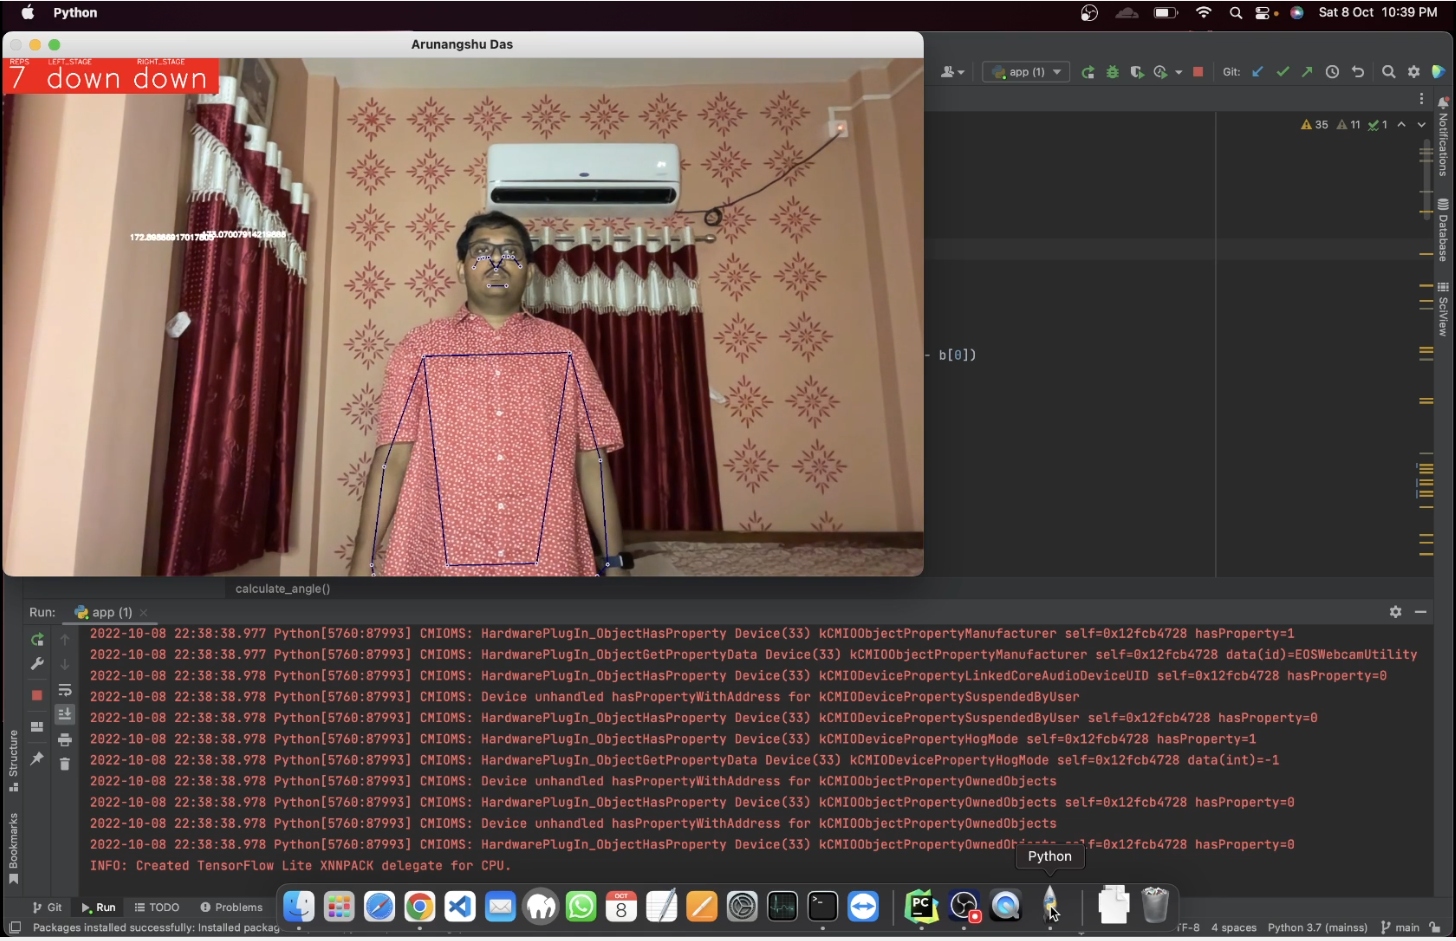 Python
Sat 8 Oct 10:39 PM
Arunangshu Das
REPS LEFT_STAGE RIGHT_STAGE
7 down down
app (1)
Git:
35 11 1
Notifications
Database
SciView
- b[0])
calculate_angle()
Run: app (1)
2022-10-08 22:38:38.977 Python[5760:87993] CMIOMS: HardwarePlugIn_ObjectHasProperty Device(33) kCMIOObjectPropertyManufacturer self=0x12fcb4728 hasProperty=1
2022-10-08 22:38:38.977 Python[5760:87993] CMIOMS: HardwarePlugIn_ObjectGetPropertyData Device(33) kCMIOObjectPropertyManufacturer self=0x12fcb4728 data(id)=EOSWebcamUtility
2022-10-08 22:38:38.978 Python[5760:87993] CMIOMS: HardwarePlugIn_ObjectHasProperty Device(33) kCMIODevicePropertyLinkedCoreAudioDeviceUID self=0x12fcb4728 hasProperty=0
2022-10-08 22:38:38.978 Python[5760:87993] CMIOMS: Device unhandled hasPropertyWithAddress for kCMIODevicePropertySuspendedByUser
2022-10-08 22:38:38.978 Python[5760:87993] CMIOMS: HardwarePlugIn_ObjectHasProperty Device(33) kCMIODevicePropertySuspendedByUser self=0x12fcb4728 hasProperty=0
2022-10-08 22:38:38.978 Python[5760:87993] CMIOMS: HardwarePlugIn_ObjectHasProperty Device(33) kCMIODevicePropertyHogMode self=0x12fcb4728 hasProperty=1
2022-10-08 22:38:38.978 Python[5760:87993] CMIOMS: HardwarePlugIn_ObjectGetPropertyData Device(33) kCMIODevicePropertyHogMode self=0x12fcb4728 data(int)=-1
2022-10-08 22:38:38.978 Python[5760:87993] CMIOMS: Device unhandled hasPropertyWithAddress for kCMIOObjectPropertyOwnedObjects
2022-10-08 22:38:38.978 Python[5760:87993] CMIOMS: HardwarePlugIn_ObjectHasProperty Device(33) kCMIOObjectPropertyOwnedObjects self=0x12fcb4728 hasProperty=0
2022-10-08 22:38:38.978 Python[5760:87993] CMIOMS: Device unhandled hasPropertyWithAddress for kCMIOObjectPropertyOwnedObjects
2022-10-08 22:38:38.978 Python[5760:87993] CMIOMS: HardwarePlugIn_ObjectHasProperty Device(33) self=0x12fcb4728 hasProperty=0
INFO: Created TensorFlow Lite XNNPACK delegate for CPU.
Structure
Bookmarks
Python
Git Run TODO Problems
OCT
8
PC
Packages installed successfully: Installed packag
TF-8 4 spaces Python 3.7 (mainss) main